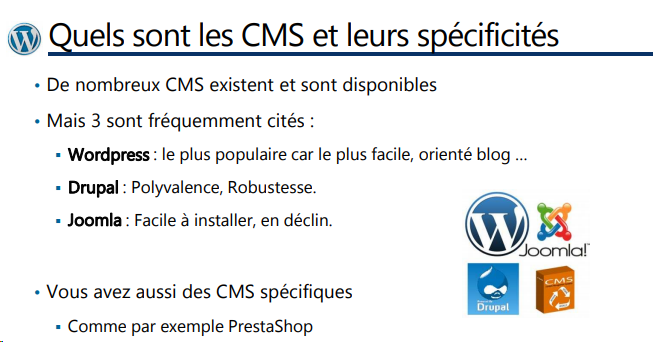 Quels sont les CMS et leurs spécificités
• De nombreux CMS existent et sont disponibles
• Mais 3 sont fréquemment cités :
▪ Wordpress : le plus populaire car le plus facile, orienté blog ...
▪ Drupal : Polyvalence, Robustesse.
▪ Joomla : Facile à installer, en déclin.
Joomla!
Drupal
CMS
• Vous avez aussi des CMS spécifiques
▪ Comme par exemple PrestaShop